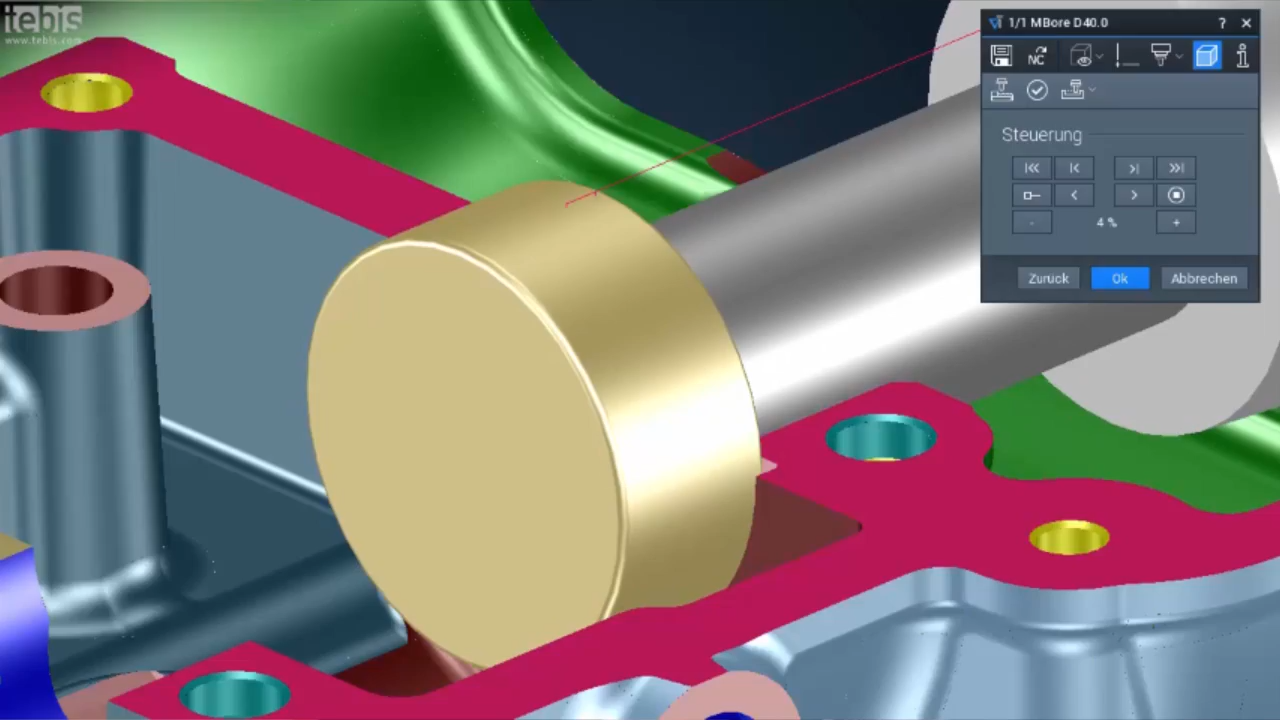 tebis
www.tebis.com
1/1 MBore D40.0
?
NC
Steuerung
4 %
Zurück
Ok
Abbrechen